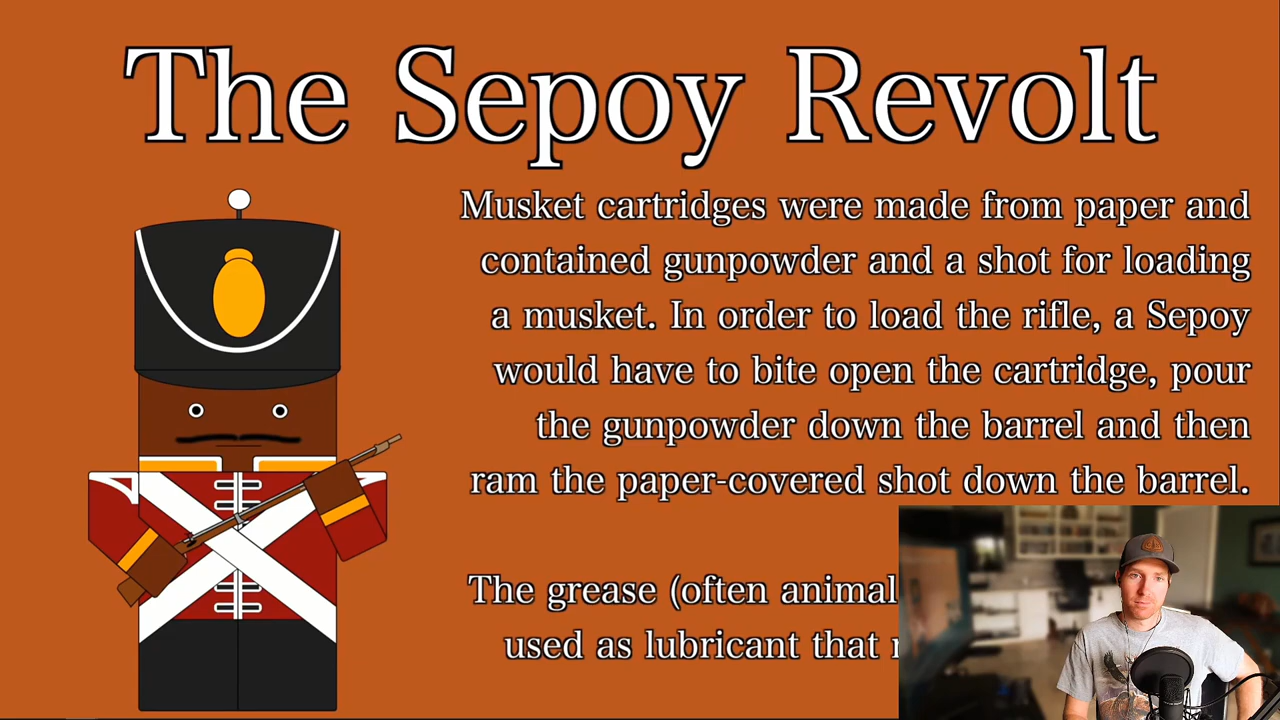 The Sepoy Revolt
Musket cartridges were made from paper and
contained gunpowder and a shot for loading
a musket. In order to load the rifle, a Sepoy
would have to bite open the cartridge, pour
the gunpowder down the barrel and then
ram the paper-covered shot down the barrel.
The grease (often animal
used as lubricant that